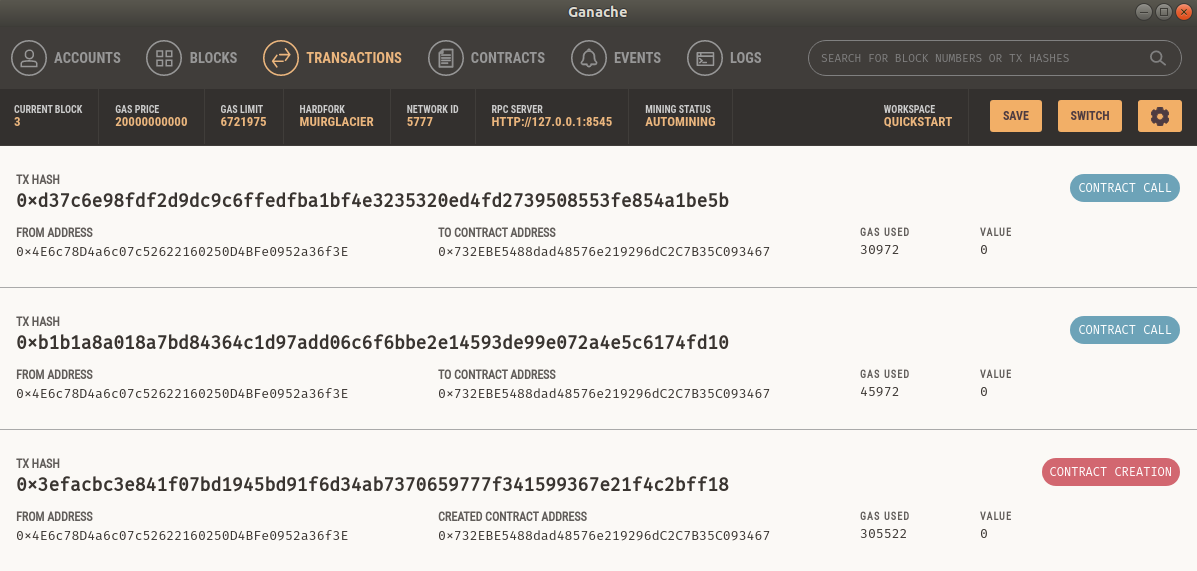 Ganache
ACCOUNTS BLOCKS TRANSACTIONS CONTRACTS EVENTS LOGS SEARCH FOR BLOCK NUMBERS OR TX HASHES
CURRENT BLOCK GAS PRICE GAS LIMIT HARDFORK NETWORK ID RPC SERVER MINING STATUS WORKSPACE
3 20000000000 6721975 MUIRGLACIER 5777 HTTP://127.0.0.1:8545 AUTOMINING QUICKSTART SAVE SWITCH
TX HASH
0×d37c6e98fdf2d9dc9c6ffedfba1bf4e3235320ed4fd2739508553fe854a1be5b CONTRACT CALL
FROM ADDRESS TO CONTRACT ADDRESS GAS USED VALUE
0×4E6c78D4a6c07c52622160250D4BFe0952a36f3E 0×732EBE5488dad48576e219296dC2C7B35C093467 30972 0
TX HASH
0×b1b1a8a018a7bd84364c1d97add06c6f6bbe2e14593de99e072a4e5c6174fd10 CONTRACT CALL
FROM ADDRESS TO CONTRACT ADDRESS GAS USED VALUE
0×4E6c78D4a6c07c52622160250D4BFe0952a36f3E 0×732EBE5488dad48576e219296dC2C7B35C093467 45972 0
TX HASH
0×3efacbc3e841f07bd1945bd91f6d34ab7370659777f341599367e21f4c2bff18 CONTRACT CREATION
FROM ADDRESS CREATED CONTRACT ADDRESS GAS USED VALUE
0×4E6c78D4a6c07c52622160250D4BFe0952a36f3E 0×732EBE5488dad48576e219296dC2C7B35C093467 305522 0